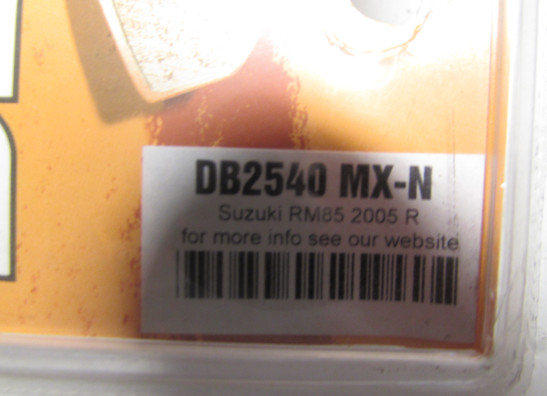 DB2540 MX-N
Suzuki RM85 2005 R
for more info see our website